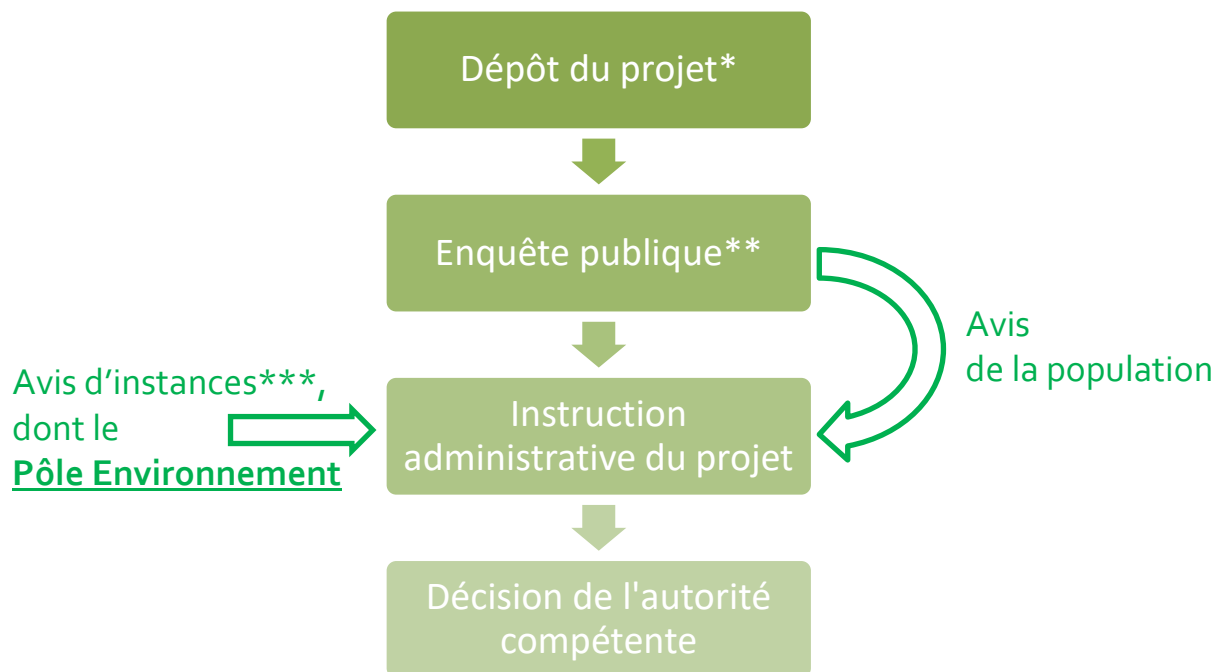 Dépôt du projet*
Enquête publique**
Avis
de la population
Avis d’instances***,
dont le
Pôle Environnement
Instruction
administrative du projet
Décision de l'autorité
compétente